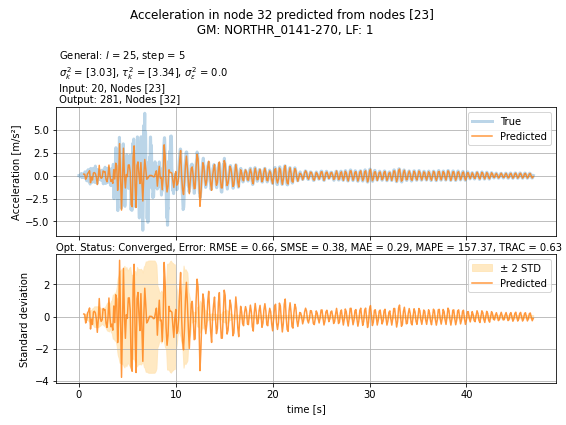 Acceleration in node 32 predicted from nodes [23]
GM: NORTHR_0141-270, LF: 1
General: l = 25, step = 5
σ²ₖ = [3.03], τ²ₖ = [3.34], σ²ε = 0.0
Input: 20, Nodes [23]
Output: 281, Nodes [32]
Acceleration [m/s²]
5.0
2.5
0.0
−2.5
−5.0
True
Predicted
Opt. Status: Converged, Error: RMSE = 0.66, SMSE = 0.38, MAE = 0.29, MAPE = 157.37, TRAC = 0.63
Standard deviation
2
0
−2
−4
± 2 STD
Predicted
0
10
20
30
40
time [s]